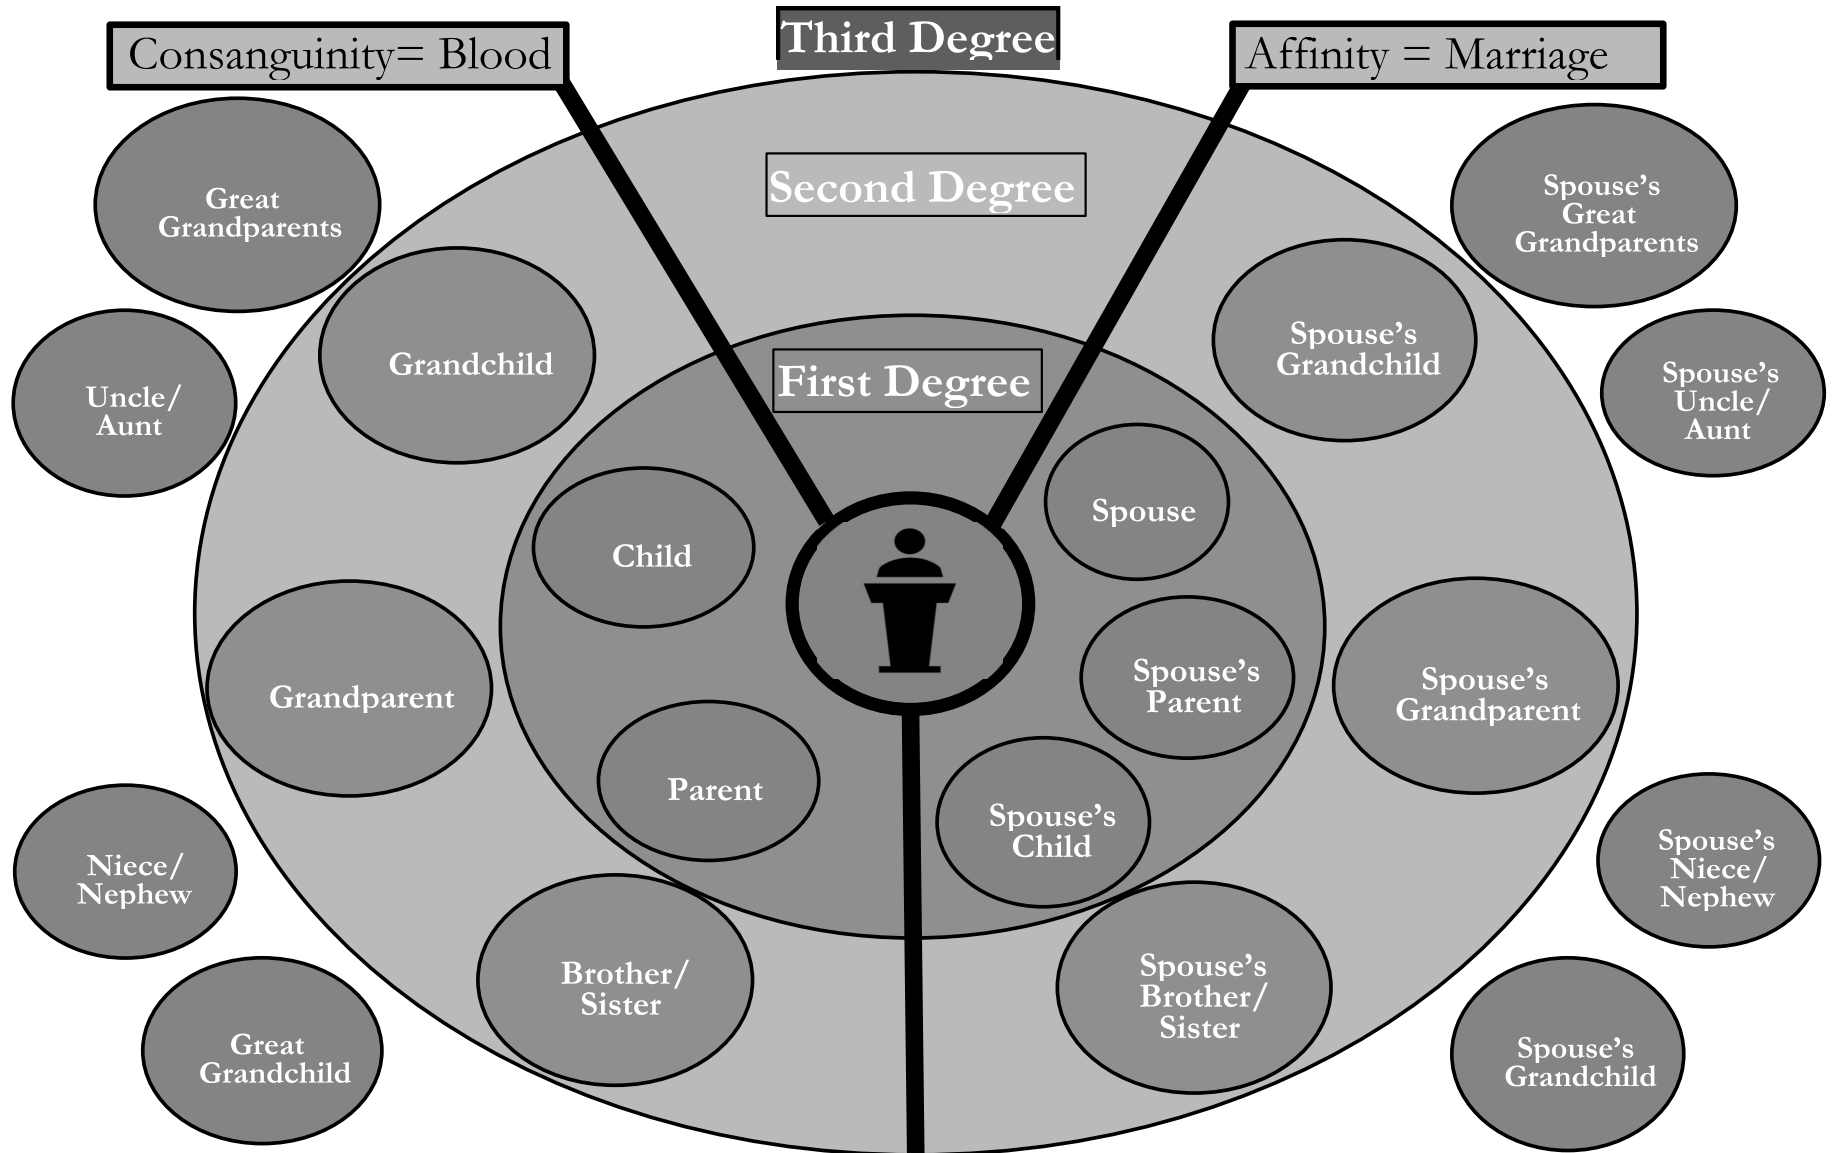 Third Degree
Consanguinity= Blood
Affinity = Marriage
Second Degree
First Degree
Great
Grandparents
Grandchild
Uncle/
Aunt
Child
Grandparent
Parent
Niece/
Nephew
Brother/
Sister
Great
Grandchild
Spouse's
Great
Grandparents
Spouse's
Grandchild
Spouse's
Uncle/
Aunt
Spouse
Spouse's
Parent
Spouse's
Grandparent
Spouse's
Child
Spouse's
Niece/
Nephew
Spouse's
Brother/
Sister
Spouse's
Grandchild